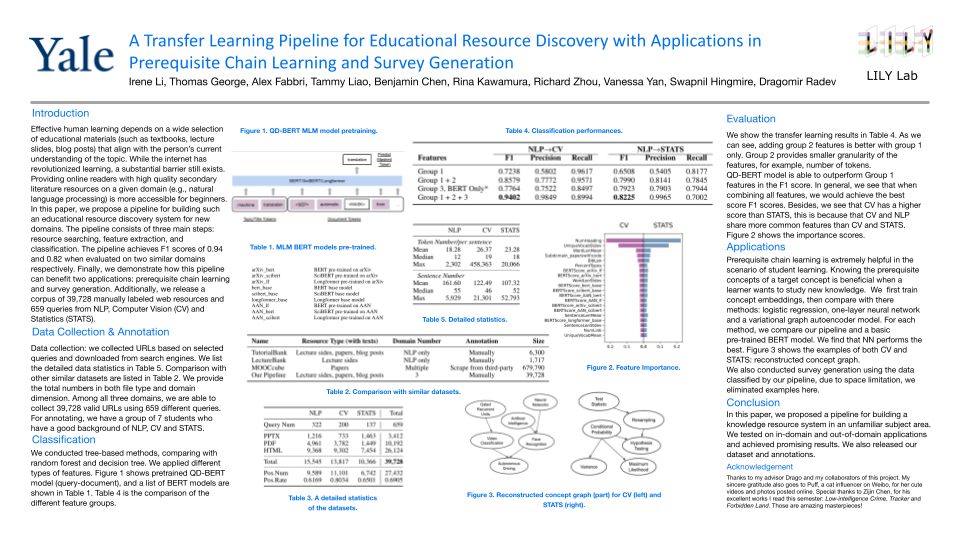 Yale
A Transfer Learning Pipeline for Educational Resource Discovery with Applications in
Prerequisite Chain Learning and Survey Generation
Irene Li, Thomas George, Alex Fabbri, Tammy Liao, Benjamin Chen, Rina Kawamura, Richard Zhou, Vanessa Yan, Swapnil Hingmire, Dragomir Radev
LILY
LILY Lab
Introduction
Effective human learning depends on a wide selection
of educational materials (such as textbooks, lecture
slides, blog posts) that align with the person's current
understanding of the topic. While the internet has
revolutionized learning, a substantial barrier still exists.
Providing online readers with high quality secondary
literature resources on a given domain (e.g., natural
language processing) is more accessible for beginners.
In this paper, we propose a pipeline for building such
an educational resource discovery system for new
domains. The pipeline consists of three main steps:
resource searching, feature extraction, and
classification. The pipeline achieves F1 scores of 0.94
and 0.82 when evaluated on two similar domains
respectively. Finally, we demonstrate how this pipeline
can benefit two applications: prerequisite chain learning
and survey generation. Additionally, we release a
corpus of 39,728 manually labeled web resources and
659 queries from NLP, Computer Vision (CV) and
Statistics (STATS).
Data Collection & Annotation
Data collection: we collected URLs based on selected
queries and downloaded from search engines. We list
the detailed data statistics in Table 5. Comparison with
other similar datasets are listed in Table 2. We provide
the total numbers in both file type and domain
dimension. Among all three domains, we are able to
collect 39,728 valid URLs using 659 different queries.
For annotating, we have a group of 7 students who
have a good background of NLP, CV and STATS.
Classification
We conducted tree-based methods, comparing with
random forest and decision tree. We applied different
types of features. Figure 1 shows pretrained QD-BERT
model (query-document), and a list of BERT models are
shown in Table 1. Table 4 is the comparison of the
different feature groups.
Figure 1. QD-BERT MLM model pretraining.
translation
Predict
Masked
Token
BERT/SciBERT/Longformer
machine translation <SEP> automate <MASK> from ...
Topic/Title Tokens Document Tokens
Table 1. MLM BERT models pre-trained.
arXiv_bert BERT pre-trained on arXiv
arXiv_scibert SciBERT pre-trained on arXiv
arXiv_lf Longformer pre-trained on arXiv
bert_base BERT base model
scibert_base SciBERT base model
longformer_base Longformer base model
AAN_lf BERT pre-trained on AAN
AAN_bert SciBERT pre-trained on AAN
AAN_scibert Longformer pre-trained on AAN
Table 4. Classification performances.
NLP→CV NLP→STATS
Features F1 Precision Recall F1 Precision Recall
Group 1 0.7238 0.5802 0.9617 0.6508 0.5405 0.8177
Group 1 + 2 0.8579 0.7772 0.9571 0.7990 0.8141 0.7845
Group 3, BERT Only* 0.7764 0.7522 0.8497 0.7923 0.7903 0.7944
Group 1 + 2 + 3 0.9402 0.9849 0.8994 0.8225 0.9965 0.7002
NLP CV STATS
Token Number/per sentence
Mean 18.28 26.37 23.28
Median 12 19 18
Max 2,302 458,363 20,066
Sentence Number
Mean 161.60 122.49 107.32
Median 55 46 52
Max 5,929 21,301 52,793
Table 5. Detailed statistics.
CV STATS
NumHeading
UniqueVocabToken
Figure 2. Feature Importance.
Name Resource Type (with texts) Domain Number Annotation Size
TutorialBank Lecture sides, papers, blog posts NLP only Manually 6,300
LectureBank Lecture sides NLP only Manually 1,717
MOOCcube Papers Multiple Scrape from third-party 679,790
Our Pipeline Lecture sides, papers, blog posts 3 Manually 39,728
Table 2. Comparison with similar datasets.
NLP CV STATS Total
Query Num 322 200 137 659
PPTX 1,216 733 1,463 3,412
PDF 4,961 3,782 1,449 10,192
HTML 9,368 9,302 7,454 26,124
Total 15,545 13,817 10,366 39,728
Pos.Num 9,589 11,101 6,742 27,432
Pos.Rate 0.6169 0.8034 0.6501 0.6905
Table 3. A detailed statistics
of the datasets.
Gated
Recurrent
Units
Neural
Networks
Artificial
Intelligence
Video
Classification
Face
Recognition
Autonomous
Driving
Test
Statistic
Resampling
Conditional
Probability
Hypothesis
Testing
Variance
Maximum
Likelihood
Figure 3. Reconstructed concept graph (part) for CV (left) and
STATS (right).
Evaluation
We show the transfer learning results in Table 4. As we
can see, adding group 2 features is better with group 1
only. Group 2 provides smaller granularity of the
features, for example, number of tokens.
QD-BERT model is able to outperform Group 1
features in the F1 score. In general, we see that when
combining all features, we would achieve the best
score F1 scores. Besides, we see that CV has a higher
score than STATS, this is because that CV and NLP
share more common features than CV and STATS.
Figure 2 shows the importance scores.
Applications
Prerequisite chain learning is extremely helpful in the
scenario of student learning. Knowing the prerequisite
concepts of a target concept is beneficial when a
learner wants to study new knowledge. We first train
concept embeddings, then compare with there
methods: logistic regression, one-layer neural network
and a variational graph autoencoder model. For each
method, we compare our pipeline and a basic
pre-trained BERT model. We find that NN performs the
best. Figure 3 shows the examples of both CV and
STATS: reconstructed concept graph.
We also conducted survey generation using the data
classified by our pipeline, due to space limitation, we
eliminated examples here.
Conclusion
In this paper, we proposed a pipeline for building a
knowledge resource system in an unfamiliar subject area.
We tested on in-domain and out-of-domain applications
and achieved promising results. We also released our
dataset and annotations.
Acknowledgement
Thanks to my advisor Drago and my collaborators of this project. My
sincere gratitude also goes to Puff, a cat influencer on Weibo, for her cute
videos and photos posted online. Special thanks to Zijin Chen, for his
excellent works I read this semester: Low-intelligence Crime, Tracker and
Forbidden Land. Those are amazing masterpieces!